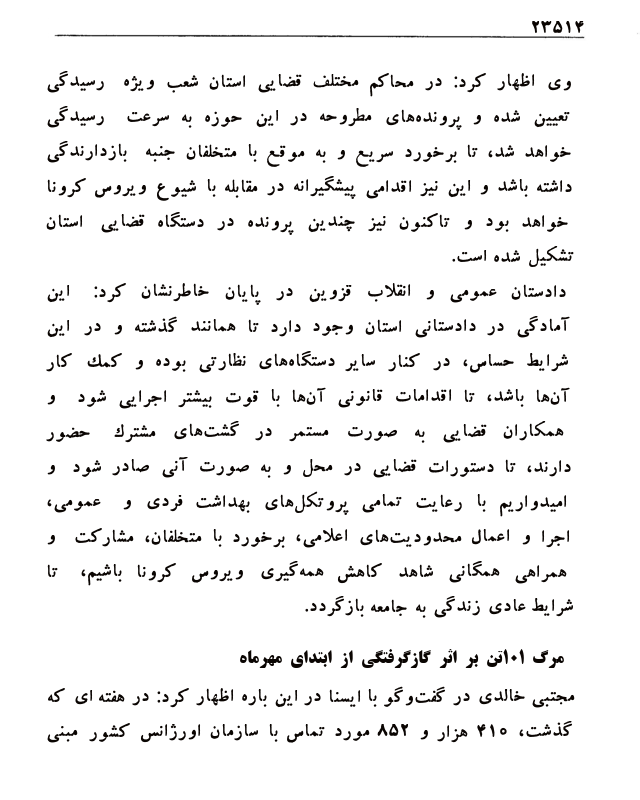 ۲۳۵۱۴
وی اظهار کرد: در محاکم مختلف قضایی استان شعب ویژه رسیدگی
تعیین شده و پرونده‌های مطروحه در این حوزه به سرعت رسیدگی
خواهد شد، تا برخورد سریع و به موقع با متخلفان جنبه بازدارندگی
داشته باشد و این نیز اقدامی پیشگیرانه در مقابله با شیوع ویروس کرونا
خواهد بود و تاکنون نیز چندین پرونده در دستگاه قضایی استان
تشکیل شده است.
دادستان عمومی و انقلاب قزوین در پایان خاطرنشان کرد: این
آمادگی در دادستانی استان وجود دارد تا همانند گذشته و در این
شرایط حساس، در کنار سایر دستگاه‌های نظارتی بوده و کمك کار
آن‌ها باشد، تا اقدامات قانونی آن‌ها با قوت بیشتر اجرایی شود و
همکاران قضایی به صورت مستمر در گشت‌های مشترك حضور
دارند، تا دستورات قضایی در محل و به صورت آنی صادر شود و
امیدواریم با رعایت تمامی پروتکل‌های بهداشت فردی و عمومی،
اجرا و اعمال محدودیت‌های اعلامی، برخورد با متخلفان، مشارکت و
همراهی همگانی شاهد کاهش همه‌گیری ویروس کرونا باشیم، تا
شرایط عادی زندگی به جامعه بازگردد.
مرگ ۱۰۱تن بر اثر گازگرفتگی از ابتدای مهرماه
مجتبی خالدی در گفت‌وگو با ایسنا در این باره اظهار کرد: در هفته ای که
گذشت، ۴۱۰ هزار و ۸۵۲ مورد تماس با سازمان اورژانس کشور مبنی